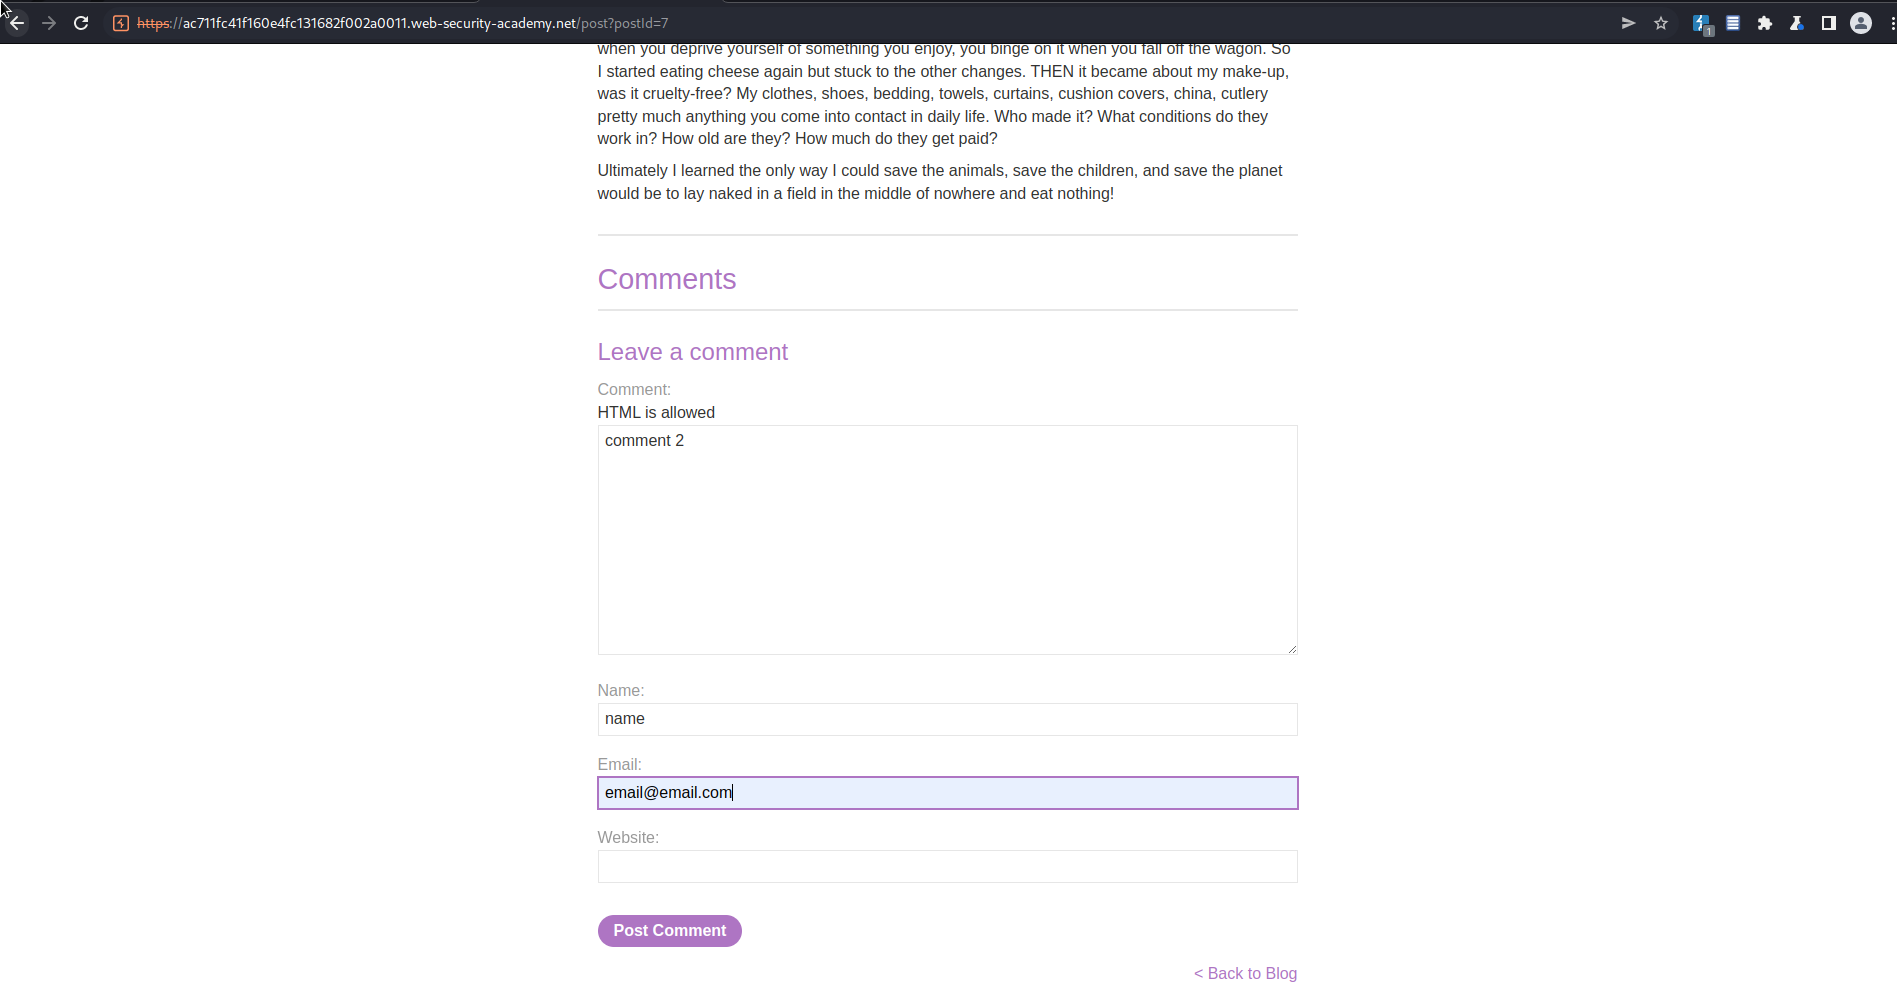 https://ac711fc41f160e4fc131682f002a0011.web-security-academy.net/post?postId=7
1
when you deprive yourself of something you enjoy, you binge on it when you fall off the wagon. So
I started eating cheese again but stuck to the other changes. THEN it became about my make-up,
was it cruelty-free? My clothes, shoes, bedding, towels, curtains, cushion covers, china, cutlery
pretty much anything you come into contact in daily life. Who made it? What conditions do they
work in? How old are they? How much do they get paid?
Ultimately I learned the only way I could save the animals, save the children, and save the planet
would be to lay naked in a field in the middle of nowhere and eat nothing!
Comments
Leave a comment
Comment:
HTML is allowed
comment 2
Name:
name
Email:
email@email.com
Website:
Post Comment
< Back to Blog